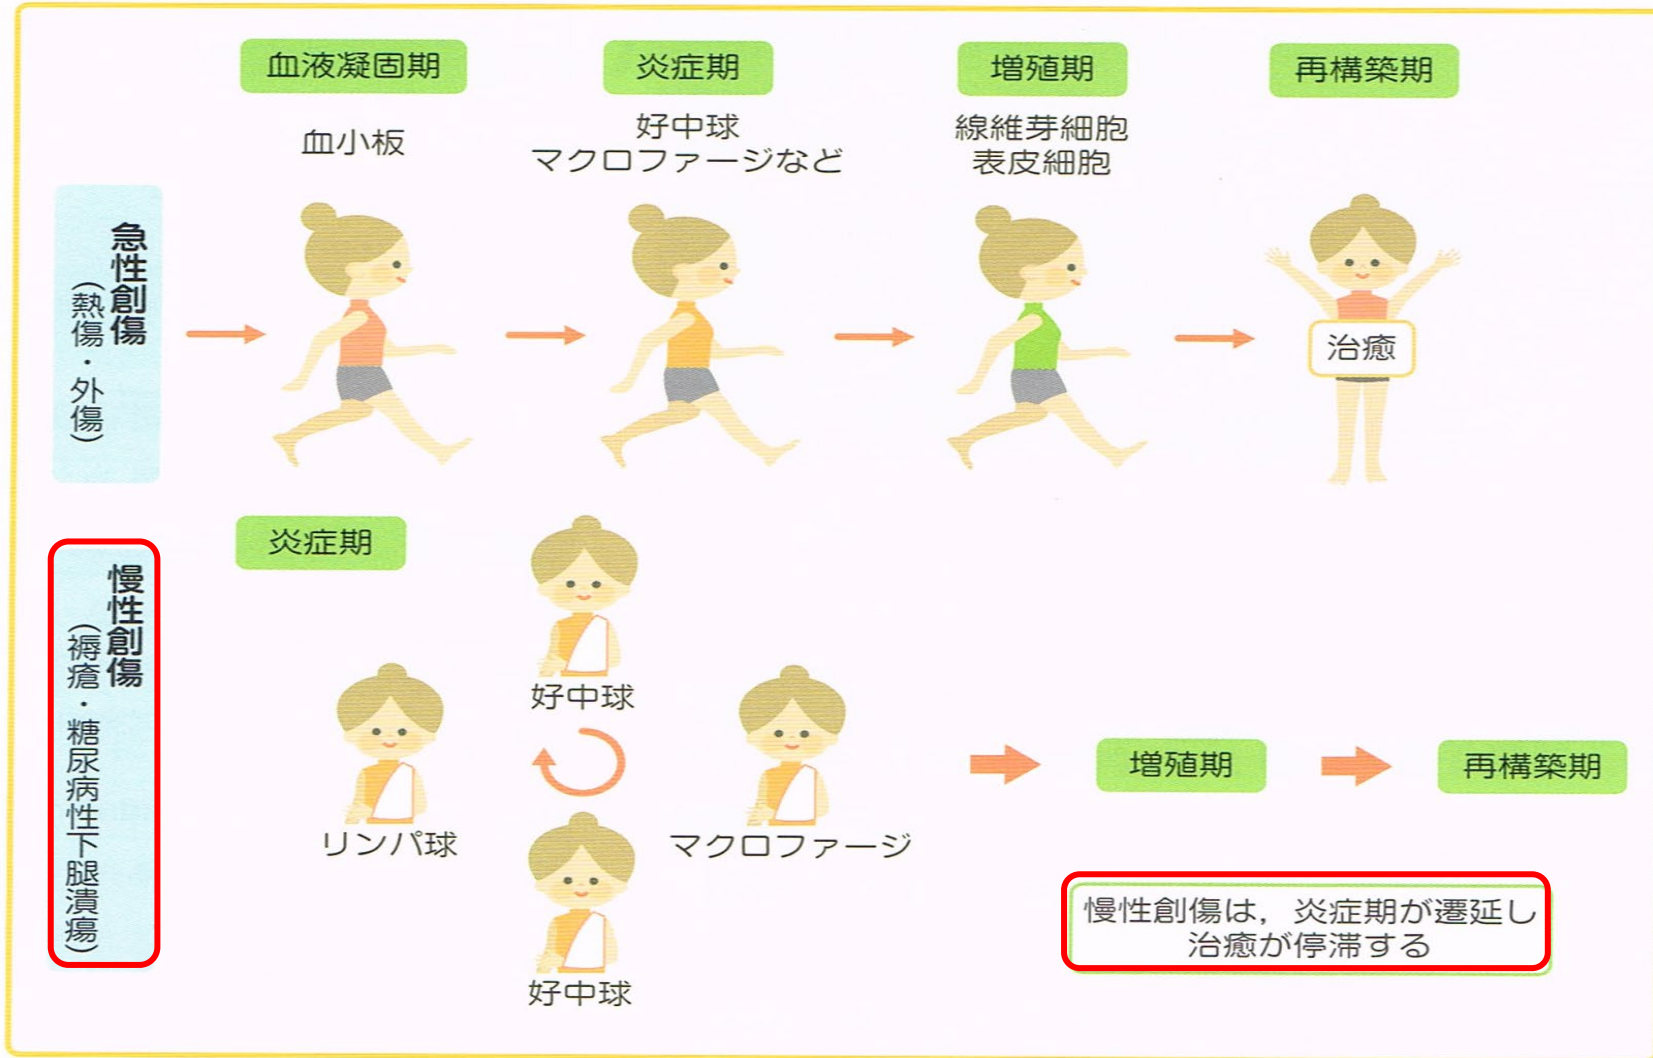 血液凝固期
炎症期
増殖期
再構築期
血小板
好中球
マクロファージなど
線維芽細胞
表皮細胞
急性創傷
(熱傷・外傷)
治癒
慢性創傷
(褥瘡・糖尿病性下腿潰瘍)
炎症期
好中球
リンパ球
マクロファージ
好中球
増殖期
再構築期
慢性創傷は，炎症期が遷延し
治癒が停滞する